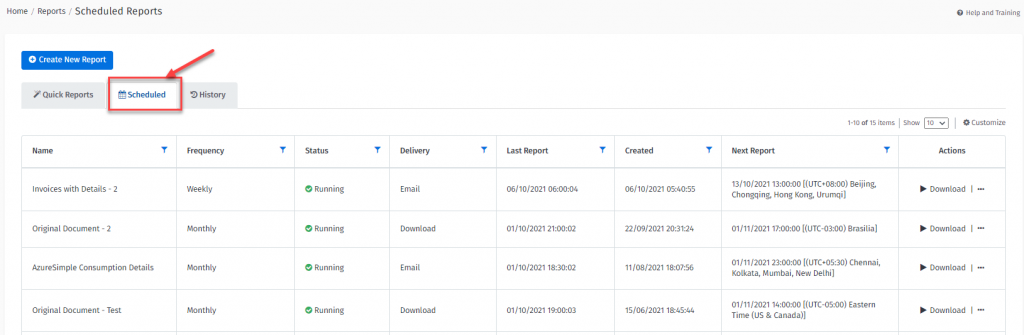 Home / Reports / Scheduled Reports
Help and Training
Create New Report
Quick Reports
Scheduled
History
1-10 of 15 items | Show 10 | Customize
Name Frequency Status Delivery Last Report Created Next Report Actions
Invoices with Details - 2 Weekly Running Email 06/10/2021 06:00:04 06/10/2021 05:40:55 13/10/2021 13:00:00 [(UTC+08:00) Beijing,
Chongqing, Hong Kong, Urumqi] Download | •••
Original Document - 2 Monthly Running Download 01/10/2021 21:00:02 22/09/2021 20:31:24 01/11/2021 17:00:00 [(UTC-03:00) Brasilia] Download | •••
AzureSimple Consumption Details Monthly Running Email 01/10/2021 18:30:02 11/08/2021 18:07:56 01/11/2021 23:00:00 [(UTC+05:30) Chennai,
Kolkata, Mumbai, New Delhi] Download | •••
Original Document - Test Monthly Running Download 01/10/2021 19:00:03 15/06/2021 18:45:44 01/11/2021 14:00:00 [(UTC-05:00) Eastern
Time (US & Canada)] Download | •••